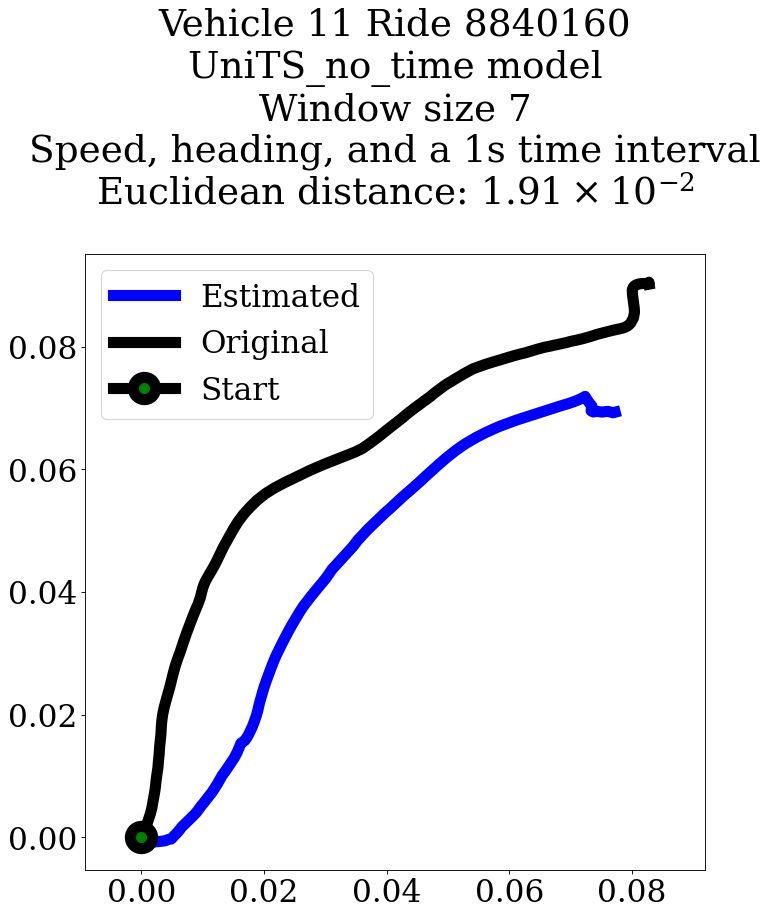 Vehicle 11 Ride 8840160
UniTS_no_time model
Window size 7
Speed, heading, and a 1s time interval
Euclidean distance: 1.91 × 10⁻²
Estimated
Original
Start
0.08
0.06
0.04
0.02
0.00
0.00 0.02 0.04 0.06 0.08